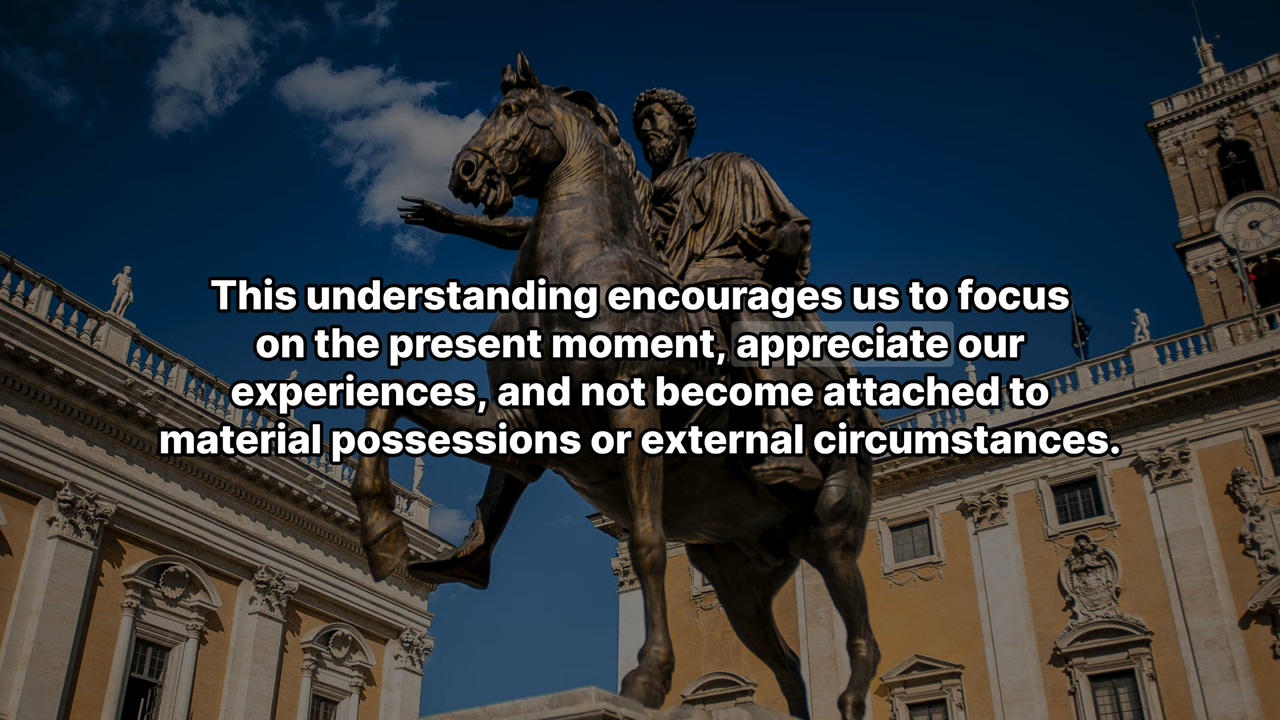 This understanding encourages us to focus
on the present moment, appreciate our
experiences, and not become attached to
material possessions or external circumstances.